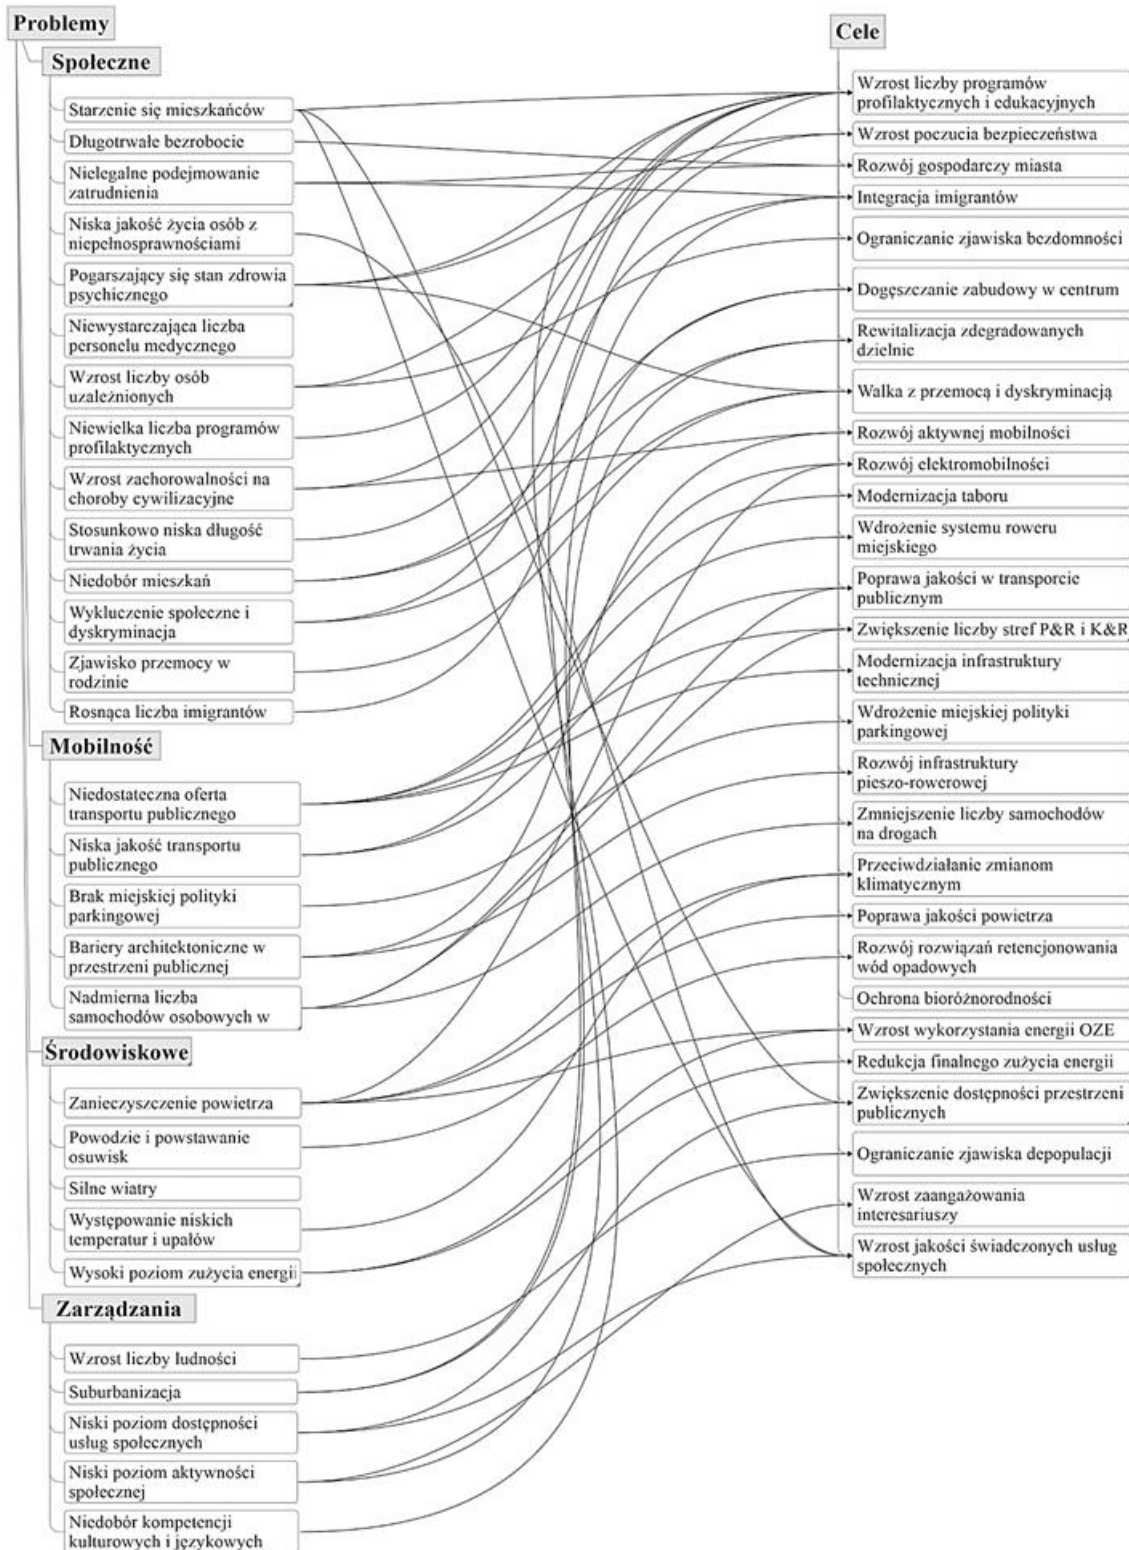 Problemy
Społeczne
Starzenie się mieszkańców
Długotrwałe bezrobocie
Nielegalne podejmowanie
zatrudnienia
Niska jakość życia osób z
niepełnosprawnościami
Pogarszający się stan zdrowia
psychicznego
Niewystarczająca liczba
personelu medycznego
Wzrost liczby osób
uzależnionych
Niewielka liczba programów
profilaktycznych
Wzrost zachorowalności na
choroby cywilizacyjne
Stosunkowo niska długość
trwania życia
Niedobór mieszkań
Wykluczenie społeczne i
dyskryminacja
Zjawisko przemocy w
rodzinie
Rosnąca liczba imigrantów
Mobilność
Niedostateczna oferta
transportu publicznego
Niska jakość transportu
publicznego
Brak miejskiej polityki
parkingowej
Bariery architektoniczne w
przestrzeni publicznej
Nadmierna liczba
samochodów osobowych w
Środowiskowe
Zanieczyszczenie powietrza
Powodzie i powstawanie
osuwisk
Silne wiatry
Występowanie niskich
temperatur i upałów
Wysoki poziom zużycia energii
Zarządzania
Wzrost liczby ludności
Suburbanizacja
Niski poziom dostępności
usług społecznych
Niski poziom aktywności
społecznej
Niedobór kompetencji
kulturowych i językowych
Cele
Wzrost liczby programów
profilaktycznych i edukacyjnych
Wzrost poczucia bezpieczeństwa
Rozwój gospodarczy miasta
Integracja imigrantów
Ograniczanie zjawiska bezdomności
Dogęszczanie zabudowy w centrum
Rewitalizacja zdegradowanych
dzielnic
Walka z przemocą i dyskryminacją
Rozwój aktywnej mobilności
Rozwój elektromobilności
Modernizacja taboru
Wdrożenie systemu roweru
miejskiego
Poprawa jakości w transporcie
publicznym
Zwiększenie liczby stref P&R i K&R
Modernizacja infrastruktury
technicznej
Wdrożenie miejskiej polityki
parkingowej
Rozwój infrastruktury
pieszo-rowerowej
Zmniejszenie liczby samochodów
na drogach
Przeciwdziałanie zmianom
klimatycznym
Poprawa jakości powietrza
Rozwój rozwiązań retencjonowania
wód opadowych
Ochrona bioróżnorodności
Wzrost wykorzystania energii OZE
Redukcja finalnego zużycia energii
Zwiększenie dostępności przestrzeni
publicznych
Ograniczanie zjawiska depopulacji
Wzrost zaangażowania
interesariuszy
Wzrost jakości świadczonych usług
społecznych